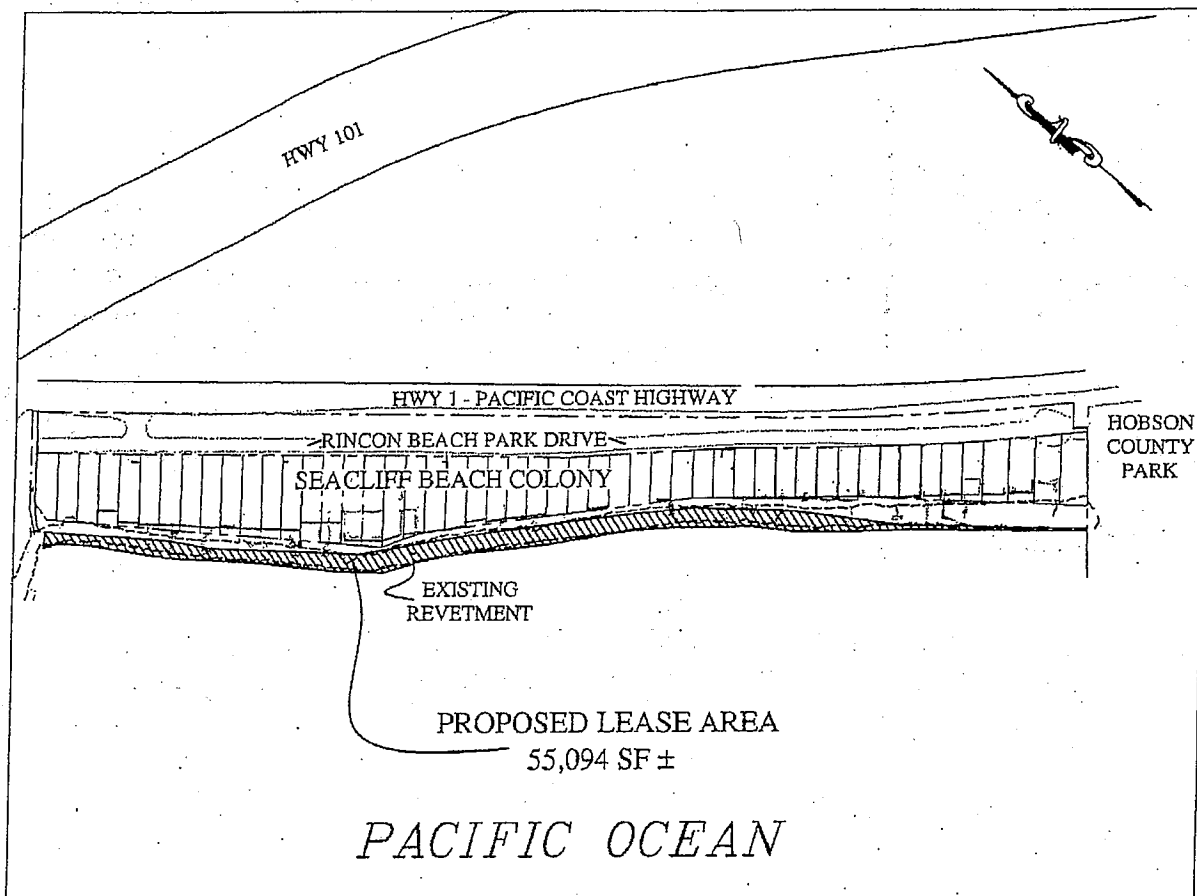 HWY 101
HWY 1 - PACIFIC COAST HIGHWAY
RINCON BEACH PARK DRIVE
SEACLIFF BEACH COLONY
HOBSON
COUNTY
PARK
EXISTING
REVETMENT
PROPOSED LEASE AREA
55,094 SF ±
PACIFIC OCEAN